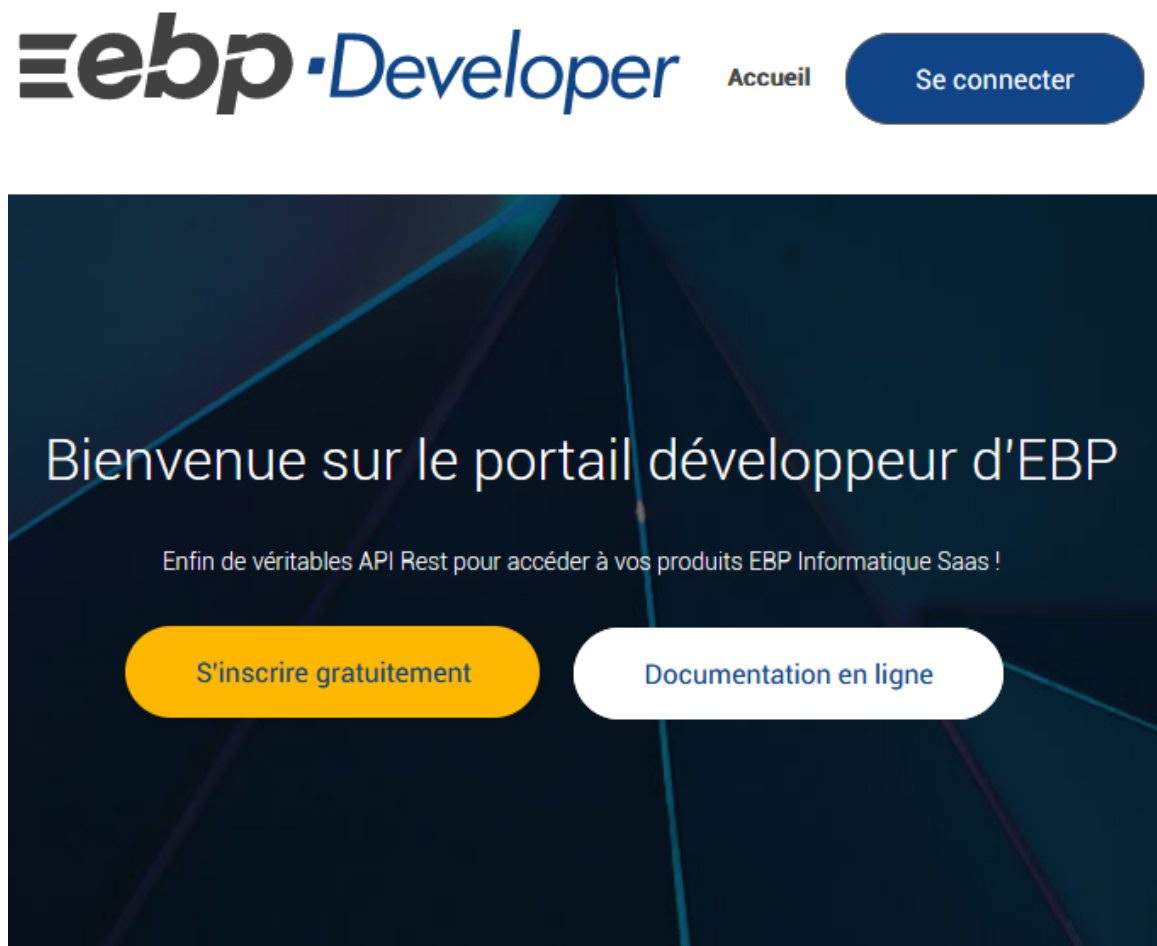 ebp Developer
Accueil
Se connecter
Bienvenue sur le portail développeur d'EBP
Enfin de véritables API Rest pour accéder à vos produits EBP Informatique Saas !
S'inscrire gratuitement
Documentation en ligne